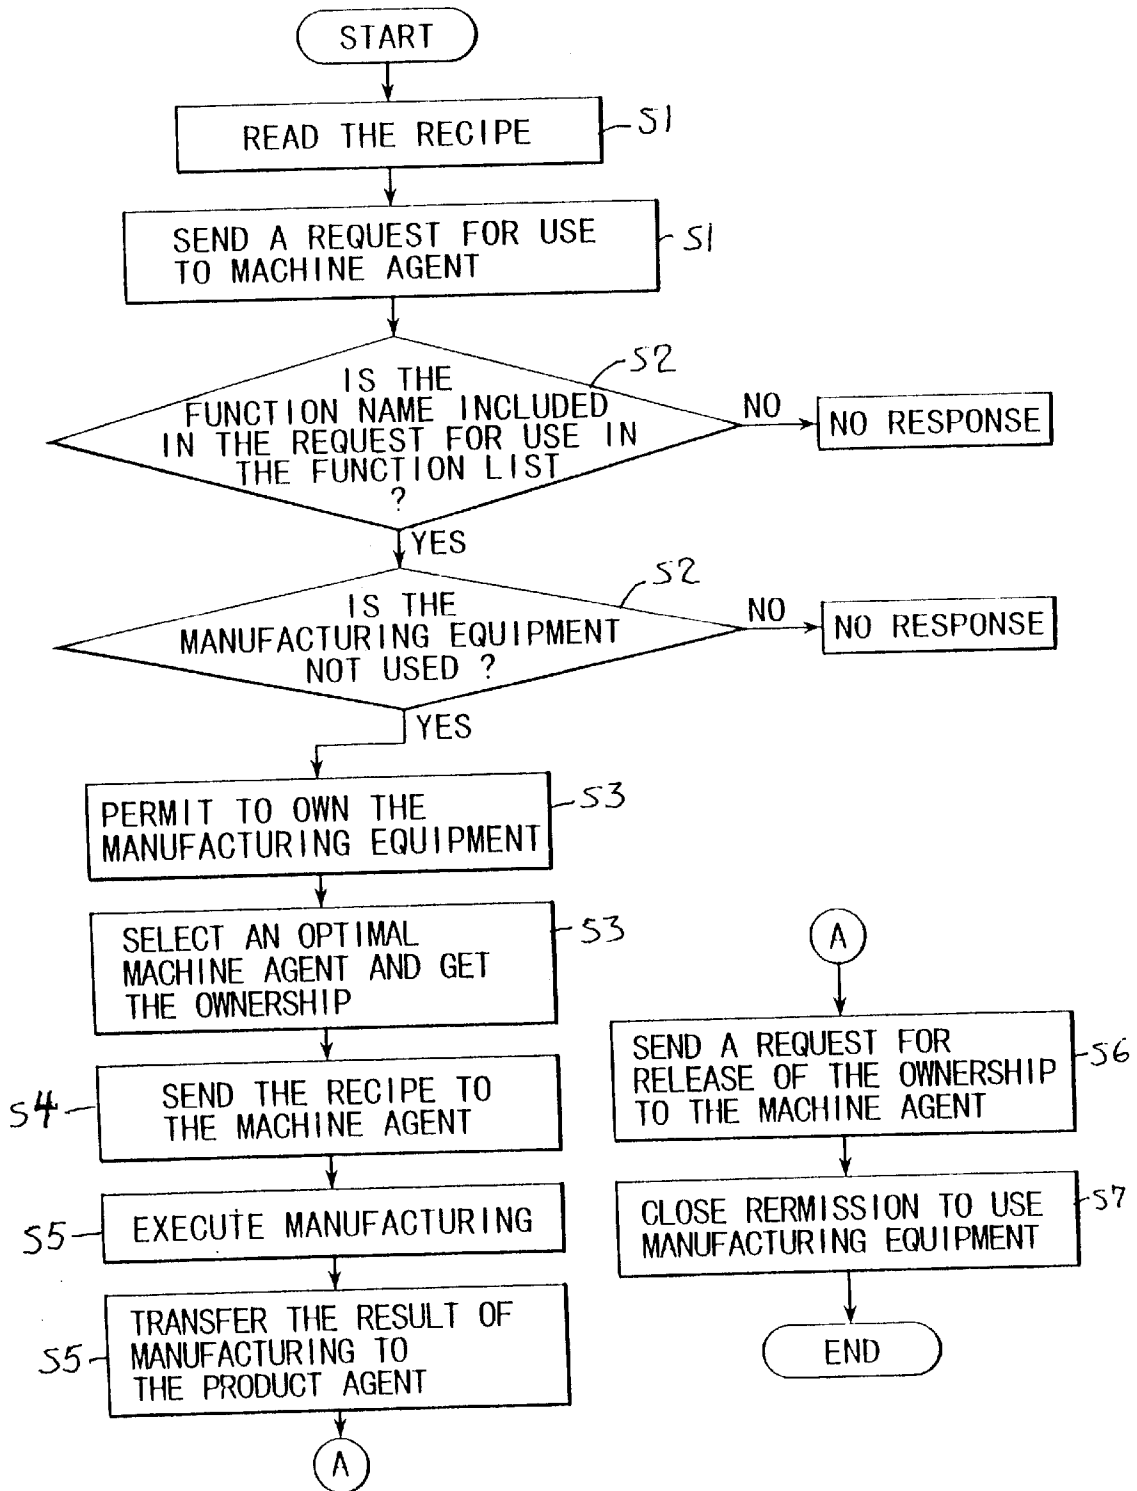 START
READ THE RECIPE
S1
SEND A REQUEST FOR USE
TO MACHINE AGENT
S1
IS THE
FUNCTION NAME INCLUDED
IN THE REQUEST FOR USE IN
THE FUNCTION LIST
?
S2
NO
NO RESPONSE
YES
IS THE
MANUFACTURING EQUIPMENT
NOT USED ?
S2
NO
NO RESPONSE
YES
PERMIT TO OWN THE
MANUFACTURING EQUIPMENT
S3
SELECT AN OPTIMAL
MACHINE AGENT AND GET
THE OWNERSHIP
S3
SEND THE RECIPE TO
THE MACHINE AGENT
S4
EXECUTE MANUFACTURING
S5
TRANSFER THE RESULT OF
MANUFACTURING TO
THE PRODUCT AGENT
S5
A
A
SEND A REQUEST FOR
RELEASE OF THE OWNERSHIP
TO THE MACHINE AGENT
S6
CLOSE RERMISSION TO USE
MANUFACTURING EQUIPMENT
S7
END